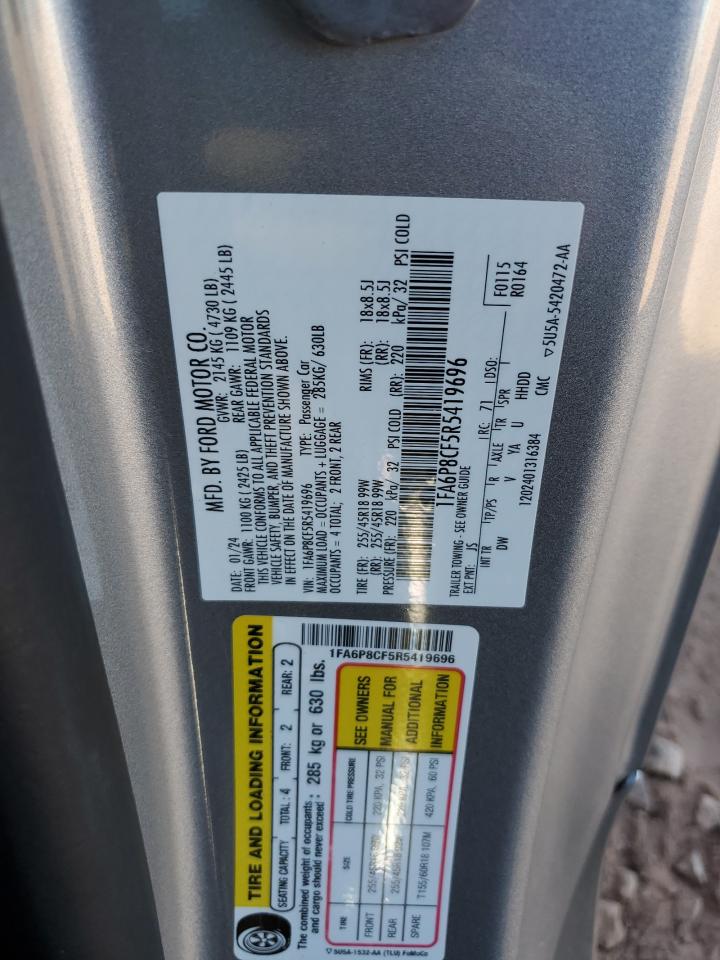 MFD. BY FORD MOTOR CO.
DATE: 01/24 GVWR: 2145 KG ( 4730 LB)
FRONT GAWR: 1100 KG ( 2425 LB) REAR GAWR: 1109 KG ( 2445 LB)
THIS VEHICLE CONFORMS TO ALL APPLICABLE FEDERAL MOTOR
VEHICLE SAFETY, BUMPER, AND THEFT PREVENTION STANDARDS
IN EFFECT ON THE DATE OF MANUFACTURE SHOWN ABOVE.
VIN: 1FA6P8CF5R5419696 TYPE: Passenger Car
MAXIMUM LOAD = OCCUPANTS + LUGGAGE = 285KG/ 630LB
OCCUPANTS = 4 TOTAL; 2 FRONT, 2 REAR
TIRE (FR): 255/45R18 99W RIMS (FR): 18x8.5J
(RR): 255/45R18 99W (RR): 18x8.5J
PRESSURE (FR): 220 kPa/ 32 PSI COLD (RR): 220 kPa/ 32 PSI COLD
1FA6P8CF5R5419696
TRAILER TOWING - SEE OWNER GUIDE
EXT PNT: JS RC: 71 DSO: F0115
R0164
INT TR TP/PS R AXLE TR SPR
DW V YA U HHDD
1202401316384 CMC 5U5A-5420472-AA
TIRE AND LOADING INFORMATION
SEATING CAPACITY TOTAL: 4 FRONT: 2 REAR: 2
The combined weight of occupants
and cargo should never exceed: 285 kg or 630 lbs.
1FA6P8CF5R5419696
TIRE SIZE COLD TIRE PRESSURE
FRONT 255/45R18 220 KPA, 32 PSI
REAR 255/45R18
SPARE T155/60R18 107M 420 KPA, 60 PSI
SEE OWNERS
MANUAL FOR
ADDITIONAL
INFORMATION
5U5A-1532-AA (TLU) FoMoCo